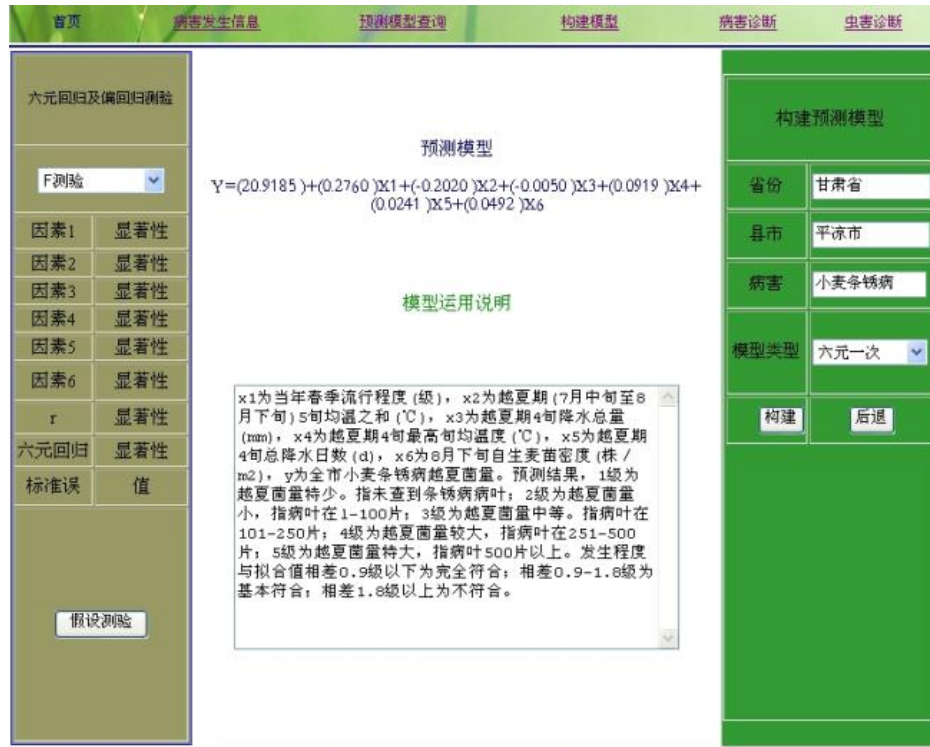 首页 病害发生信息 预测模型查询 构建模型 病害诊断 虫害诊断
六元回归及偏回归测验
F测验
因素1 显著性
因素2 显著性
因素3 显著性
因素4 显著性
因素5 显著性
因素6 显著性
r 显著性
六元回归 显著性
标准误 值
假设测验
预测模型
Y=(20.9185 )+(0.2760 )X1+(-0.2020 )X2+(-0.0050 )X3+(0.0919 )X4+
(0.0241 )X5+(0.0492 )X6
模型运用说明
x1为当年春季流行程度(级)，x2为越夏期(7月中旬至8
月下旬)5旬均温之和(℃)，x3为越夏期4旬降水总量
(mm)，x4为越夏期4旬最高旬均温度(℃)，x5为越夏期
4旬总降水日数(d)，x6为8月下旬自生麦苗密度(株/
m2)，y为全市小麦条锈病越夏菌量。预测结果，1级为
越夏菌量特少。指未查到条锈病病叶；2级为越夏菌量
小，指病叶在1-100片；3级为越夏菌量中等。指病叶在
101-250片；4级为越夏菌量较大，指病叶在251-500
片；5级为越夏菌量特大，指病叶500片以上。发生程度
与拟合值相差0.9级以下为完全符合；相差0.9-1.8级为
基本符合；相差1.8级以上为不符合。
构建预测模型
省份 甘肃省
县市 平凉市
病害 小麦条锈病
模型类型 六元一次
构建 后退